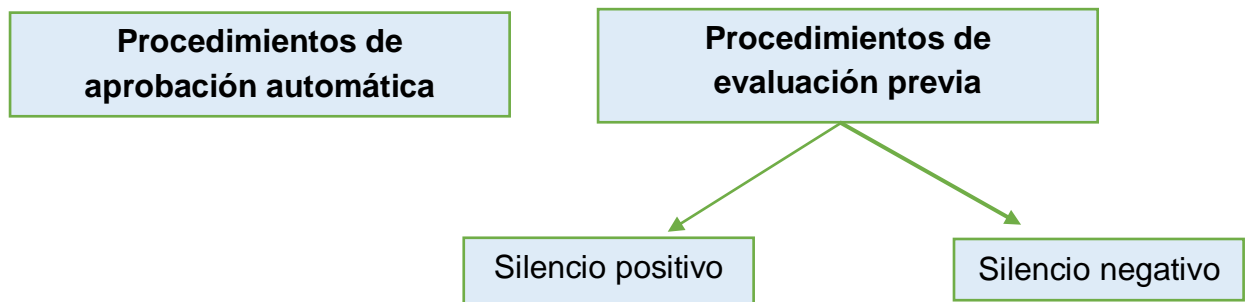 Procedimientos de
aprobación automática
Procedimientos de
evaluación previa
Silencio positivo
Silencio negativo